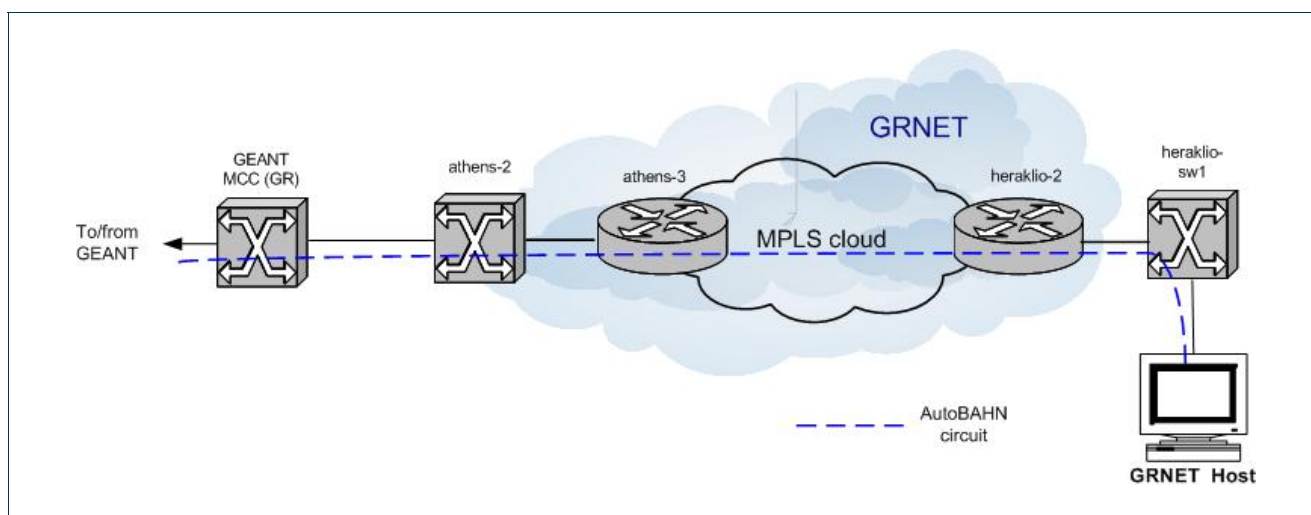 GRNET
GEANT
MCC (GR)
athens-2
athens-3
heraklio-2
heraklio-
sw1
To/from
GEANT
MPLS cloud
AutoBAHN
circuit
GRNET Host